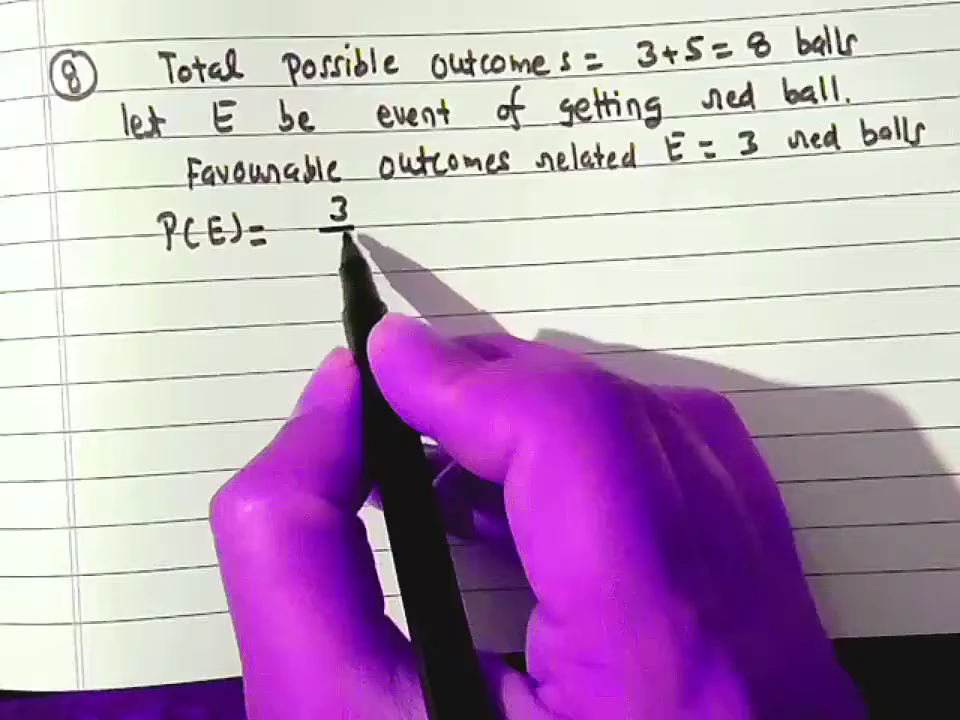 8 Total possible outcomes = 3+5 = 8 balls
let E be event of getting red ball.
Favourable outcomes related E = 3 red balls
P(E) = 3